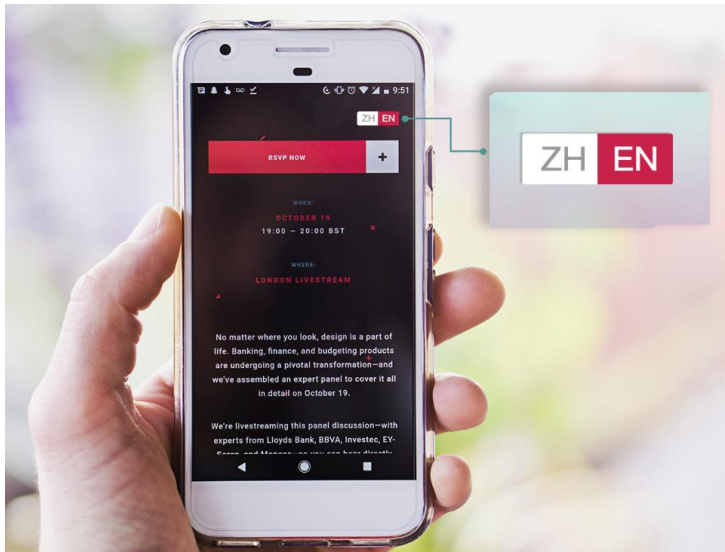 9:51
ZH EN
RSVP NOW +
WHEN:
OCTOBER 19
19:00 — 20:00 BST
WHERE:
LONDON LIVESTREAM
No matter where you look, design is a part of
life. Banking, finance, and budgeting products
are undergoing a pivotal transformation—and
we've assembled an expert panel to cover it all
in detail on October 19.
We're livestreaming this panel discussion—with
experts from Lloyds Bank, BBVA, Investec, EY-
ZH EN